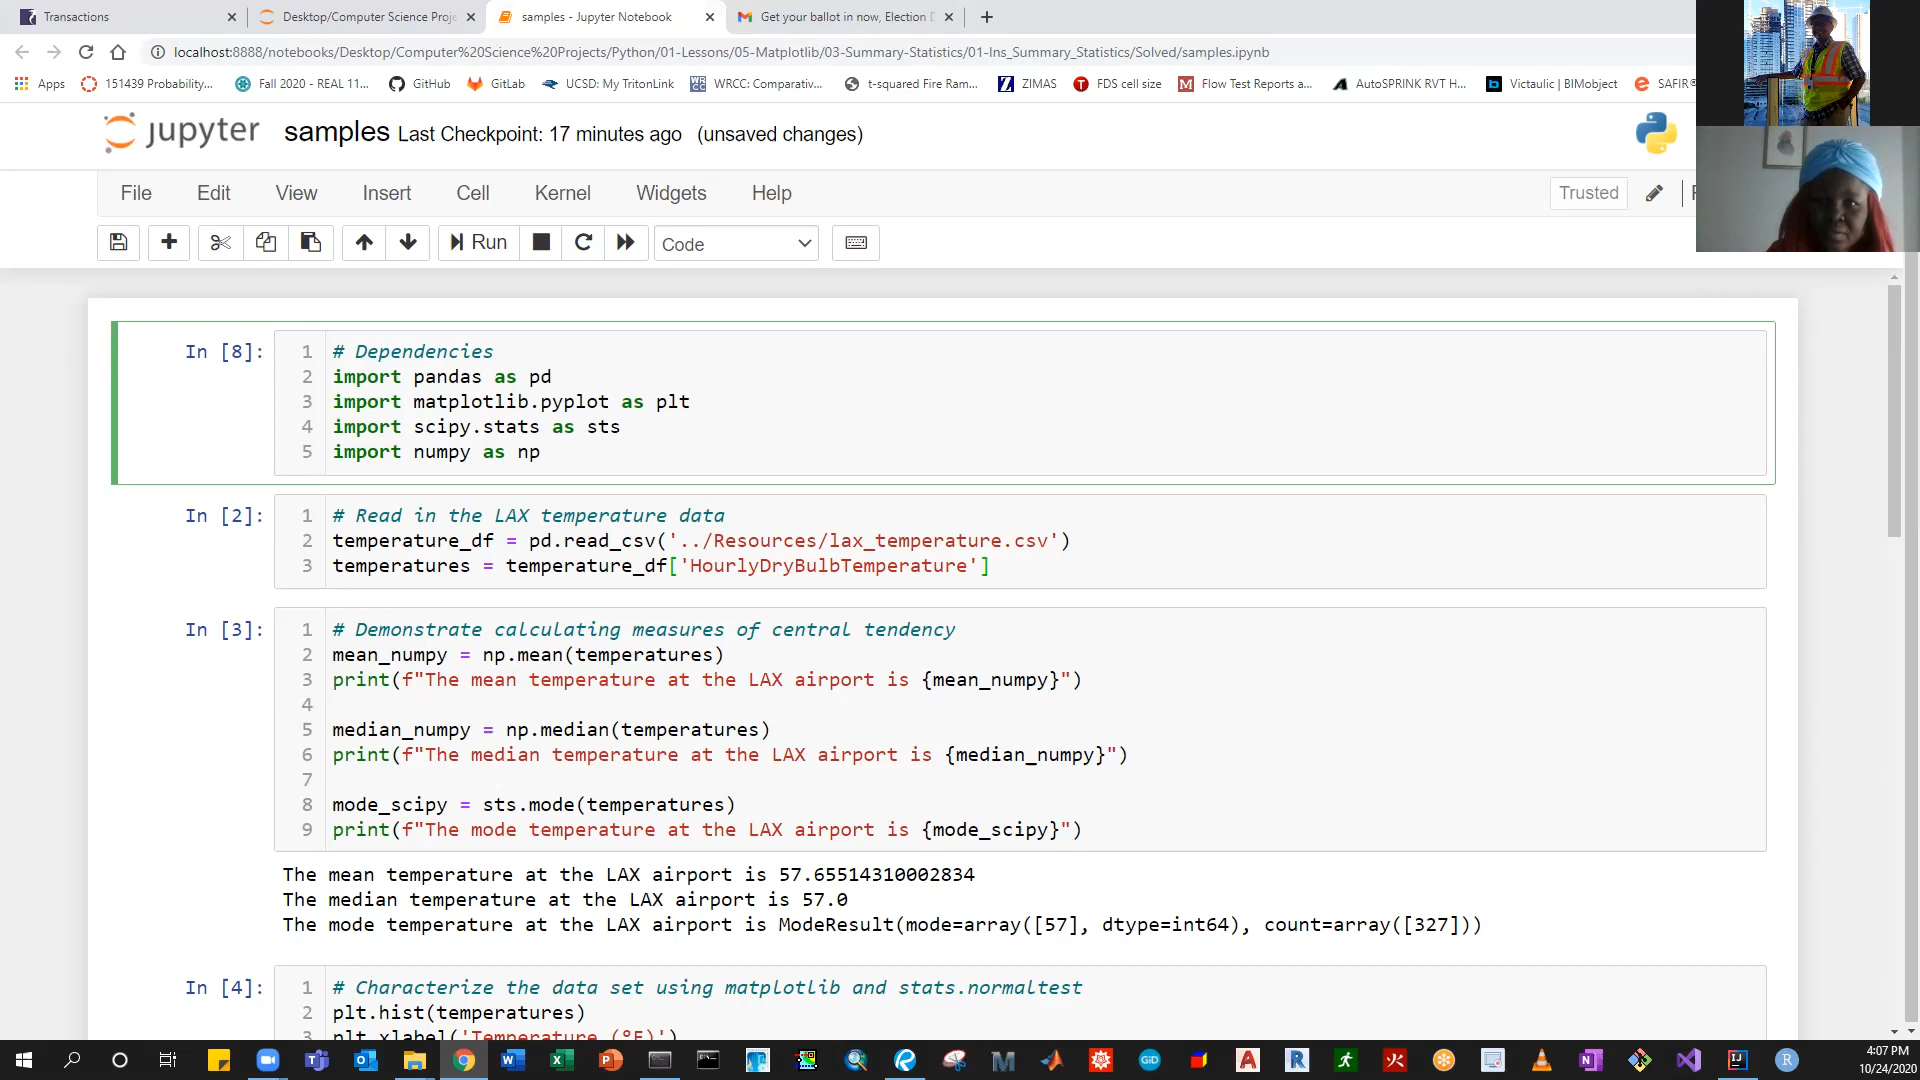 Transactions
Desktop/Computer Science Proje
samples - Jupyter Notebook
Get your ballot in now, Election D
localhost:8888/notebooks/Desktop/Computer%20Science%20Projects/Python/01-Lessons/05-Matplotlib/03-Summary-Statistics/01-Ins_Summary_Statistics/Solved/samples.ipynb
Apps
151439 Probability...
Fall 2020 - REAL 11...
GitHub
GitLab
UCSD: My TritonLink
WRCC: Comparativ...
t-squared Fire Ram...
ZIMAS
FDS cell size
Flow Test Reports a...
AutoSPRINK RVT H...
Victaulic | BIMobject
SAFIR®
jupyter samples Last Checkpoint: 17 minutes ago (unsaved changes)
File Edit View Insert Cell Kernel Widgets Help
Trusted
Run
Code
In [8]:
1 # Dependencies
2 import pandas as pd
3 import matplotlib.pyplot as plt
4 import scipy.stats as sts
5 import numpy as np
In [2]:
1 # Read in the LAX temperature data
2 temperature_df = pd.read_csv('../Resources/lax_temperature.csv')
3 temperatures = temperature_df['HourlyDryBulbTemperature']
In [3]:
1 # Demonstrate calculating measures of central tendency
2 mean_numpy = np.mean(temperatures)
3 print(f"The mean temperature at the LAX airport is {mean_numpy}")
4
5 median_numpy = np.median(temperatures)
6 print(f"The median temperature at the LAX airport is {median_numpy}")
7
8 mode_scipy = sts.mode(temperatures)
9 print(f"The mode temperature at the LAX airport is {mode_scipy}")
The mean temperature at the LAX airport is 57.65514310002834
The median temperature at the LAX airport is 57.0
The mode temperature at the LAX airport is ModeResult(mode=array([57], dtype=int64), count=array([327]))
In [4]:
1 # Characterize the data set using matplotlib and stats.normaltest
2 plt.hist(temperatures)
3 plt.xlabel('Temperature (°F)')
4:07 PM
10/24/2020